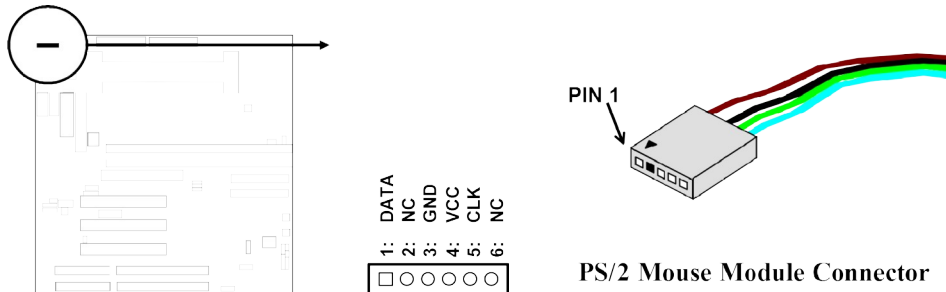 PIN 1
1: DATA
2: NC
3: GND
4: VCC
5: CLK
6: NC
PS/2 Mouse Module Connector